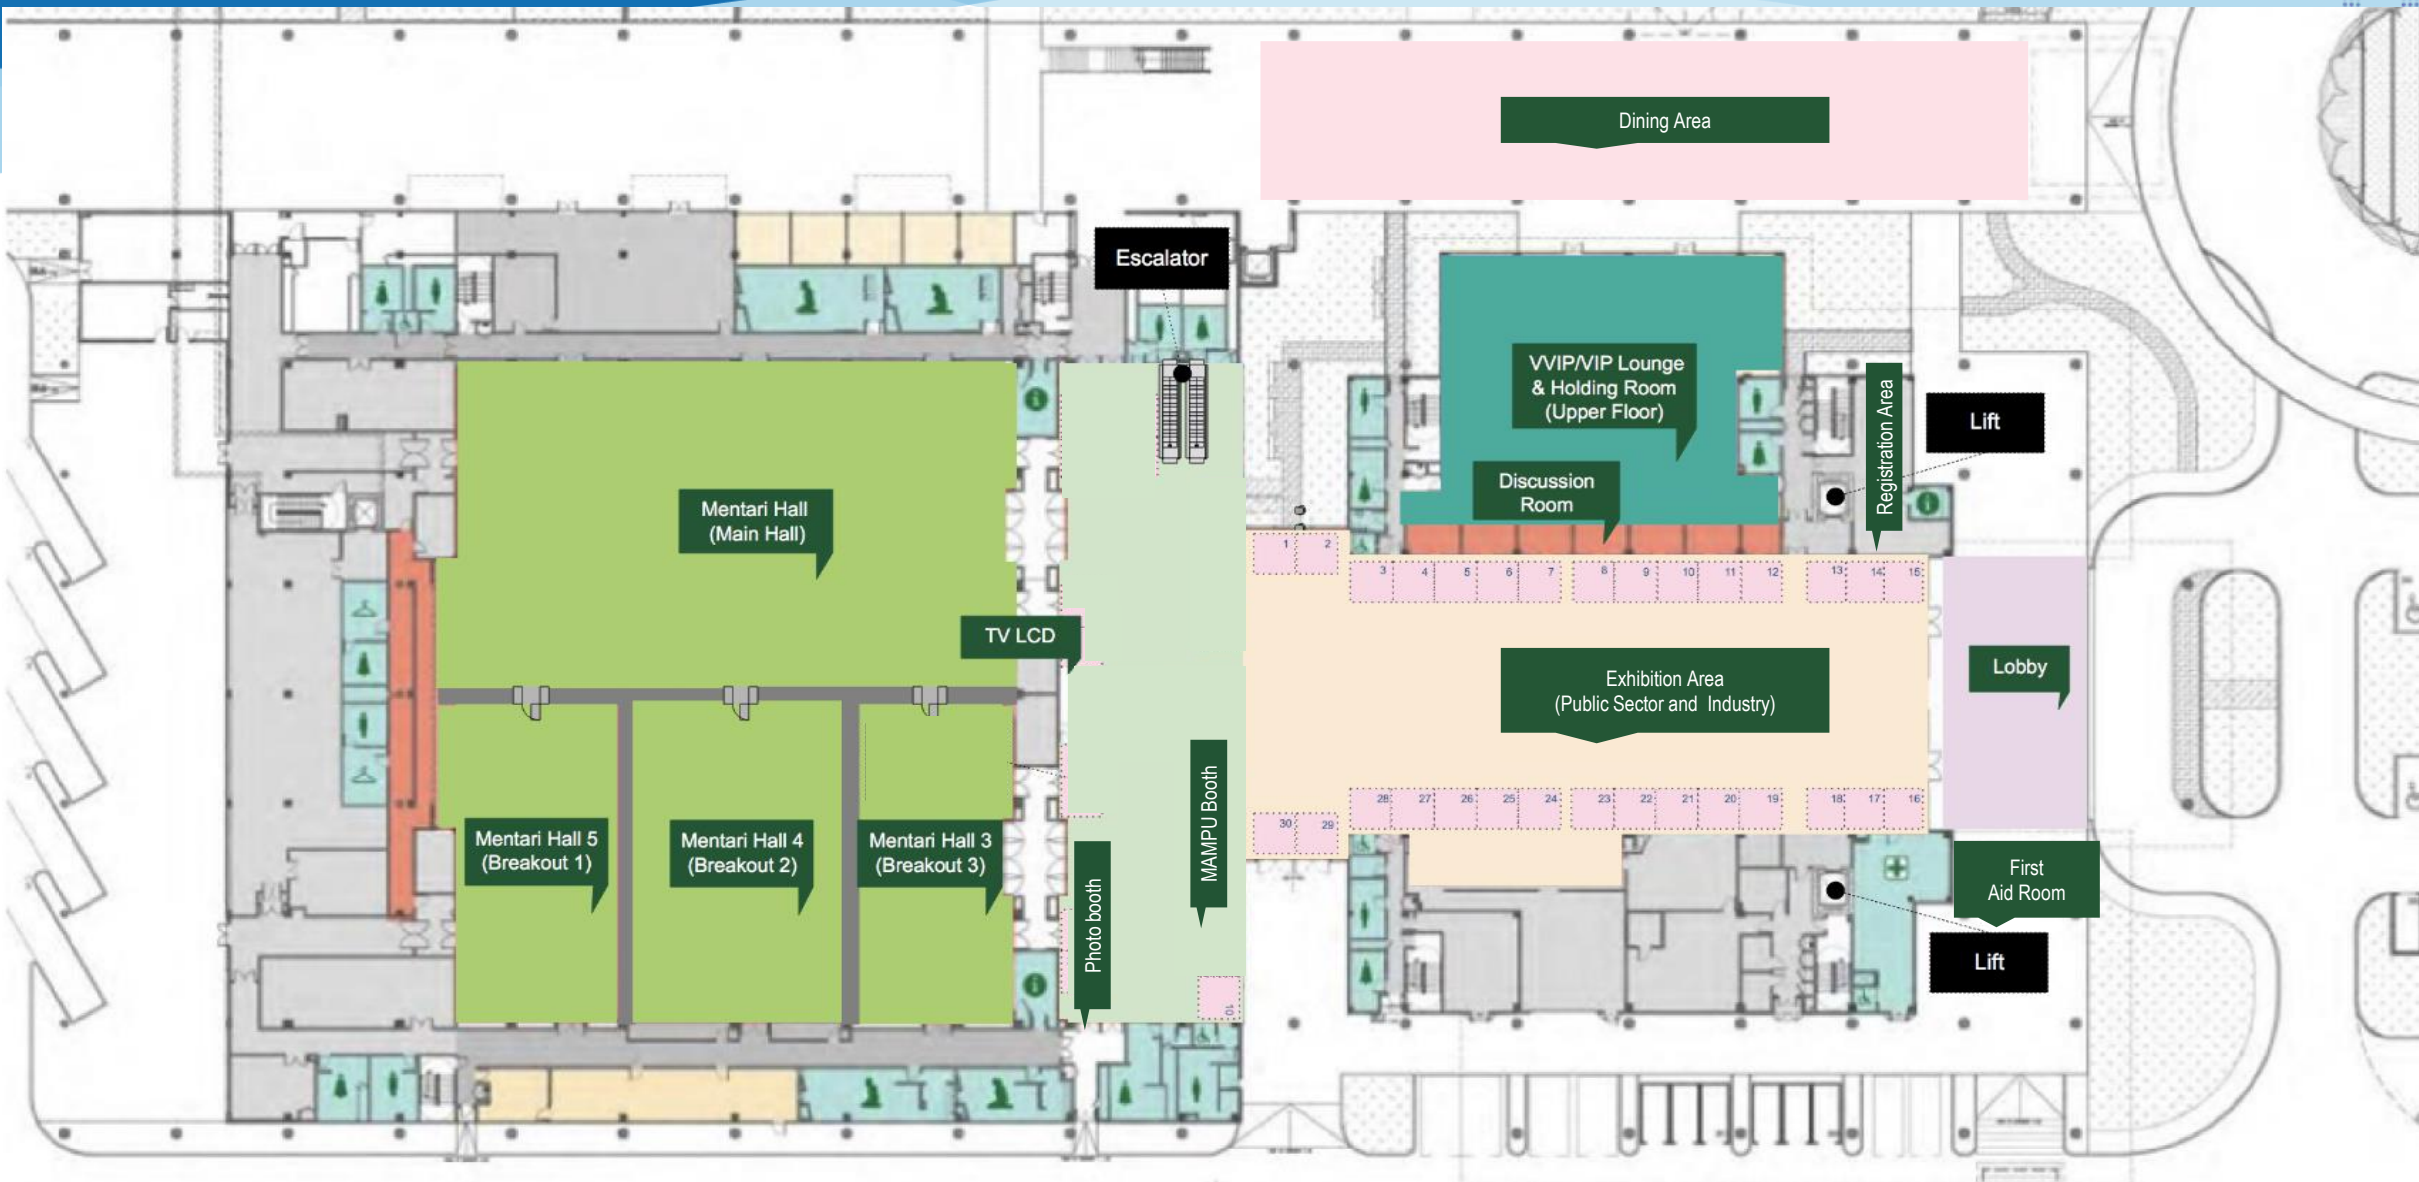 Dining Area
Escalator
VVIP/VIP Lounge
& Holding Room
(Upper Floor)
Registration Area
Lift
Discussion
Room
Mentari Hall
(Main Hall)
1
2
3
4
5
6
7
8
9
10
11
12
13
14
15
TV LCD
Exhibition Area
(Public Sector and Industry)
Lobby
MAMPU Booth
28
27
26
25
24
23
22
21
20
19
18
17
16
30
29
Mentari Hall 5
(Breakout 1)
Mentari Hall 4
(Breakout 2)
Mentari Hall 3
(Breakout 3)
Photo booth
First
Aid Room
Lift
10